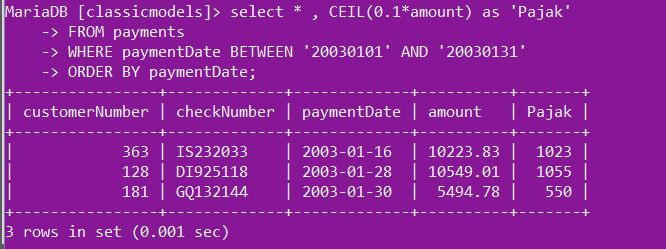 MariaDB [classicmodels]> select * , CEIL(0.1*amount) as 'Pajak'
    -> FROM payments
    -> WHERE paymentDate BETWEEN '20030101' AND '20030131'
    -> ORDER BY paymentDate;
+----------------+-------------+-------------+----------+-------+
| customerNumber | checkNumber | paymentDate | amount   | Pajak |
+----------------+-------------+-------------+----------+-------+
|            363 | IS232033    | 2003-01-16  | 10223.83 |  1023 |
|            128 | DI925118    | 2003-01-28  | 10549.01 |  1055 |
|            181 | GQ132144    | 2003-01-30  |  5494.78 |   550 |
+----------------+-------------+-------------+----------+-------+
3 rows in set (0.001 sec)